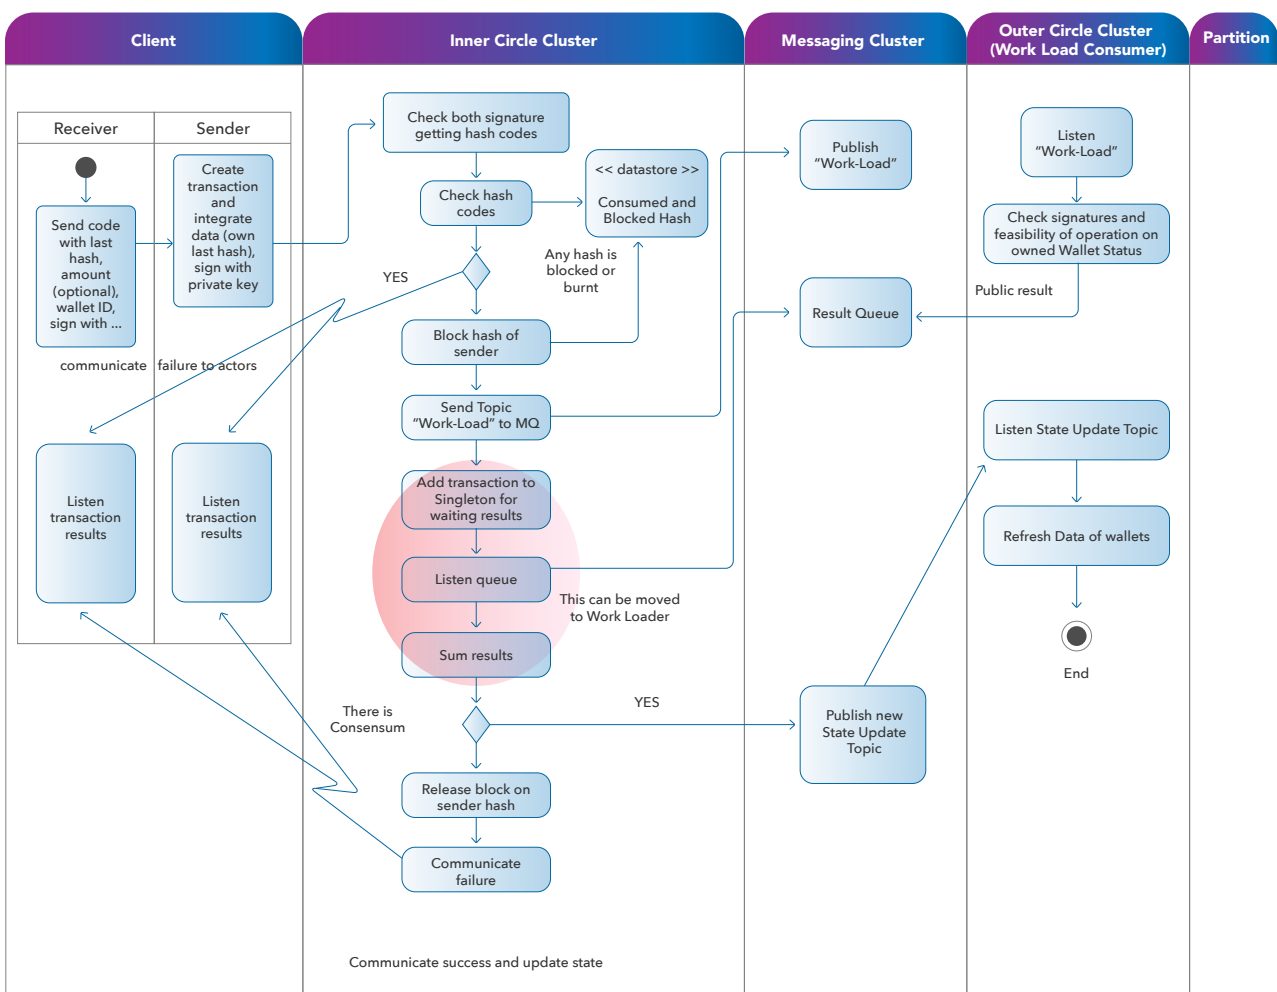 Client
Inner Circle Cluster
Messaging Cluster
Outer Circle Cluster
(Work Load Consumer)
Partition
Receiver
Sender
Send code
with last
hash,
amount
(optional),
wallet ID,
sign with ...
Create
transaction
and
integrate
data (own
last hash),
sign with
private key
communicate failure to actors
Listen
transaction
results
Listen
transaction
results
Check both signature
getting hash codes
Check hash
codes
<< datastore >>
Consumed and
Blocked Hash
Any hash is
blocked or
burnt
YES
Block hash of
sender
Send Topic
“Work-Load” to MQ
Add transaction to
Singleton for
waiting results
Listen queue
This can be moved
to Work Loader
Sum results
There is
Consensum
YES
Release block on
sender hash
Communicate
failure
Communicate success and update state
Publish
“Work-Load”
Result Queue
Publish new
State Update
Topic
Listen
“Work-Load”
Check signatures and
feasibility of operation on
owned Wallet Status
Public result
Listen State Update Topic
Refresh Data of wallets
End